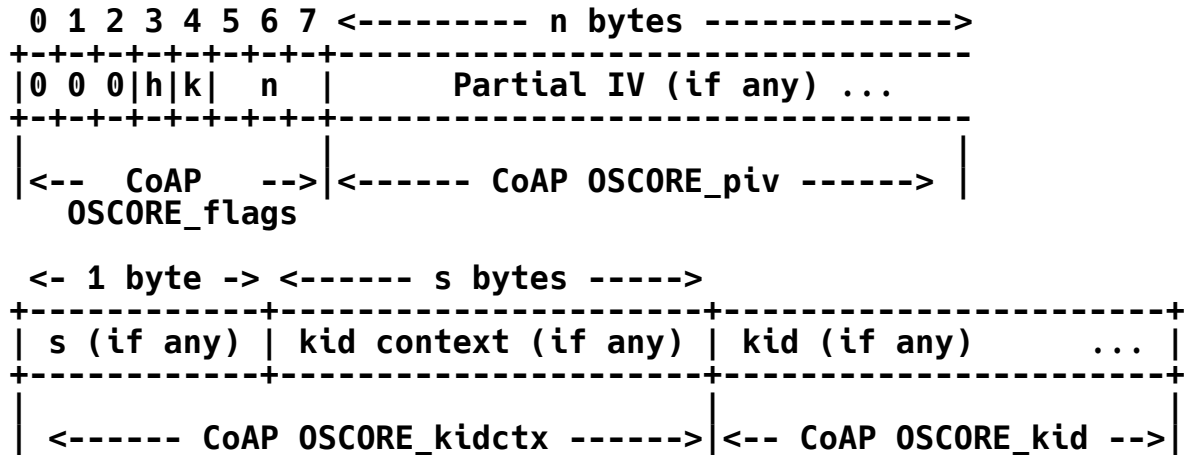 0 1 2 3 4 5 6 7 <--------- n bytes ------------->
+-+-+-+-+-+-+-+-+---------------------------------
|0 0 0|h|k|  n  |      Partial IV (if any) ...
+-+-+-+-+-+-+-+-+---------------------------------
|               |                                |
|<--  CoAP   -->|<------ CoAP OSCORE_piv ------> |
   OSCORE_flags

 <- 1 byte -> <------ s bytes ----->
+------------+----------------------+-----------------------+
| s (if any) | kid context (if any) | kid (if any)      ... |
+------------+----------------------+-----------------------+
|                                   |                       |
| <------ CoAP OSCORE_kidctx ------>|<-- CoAP OSCORE_kid -->|